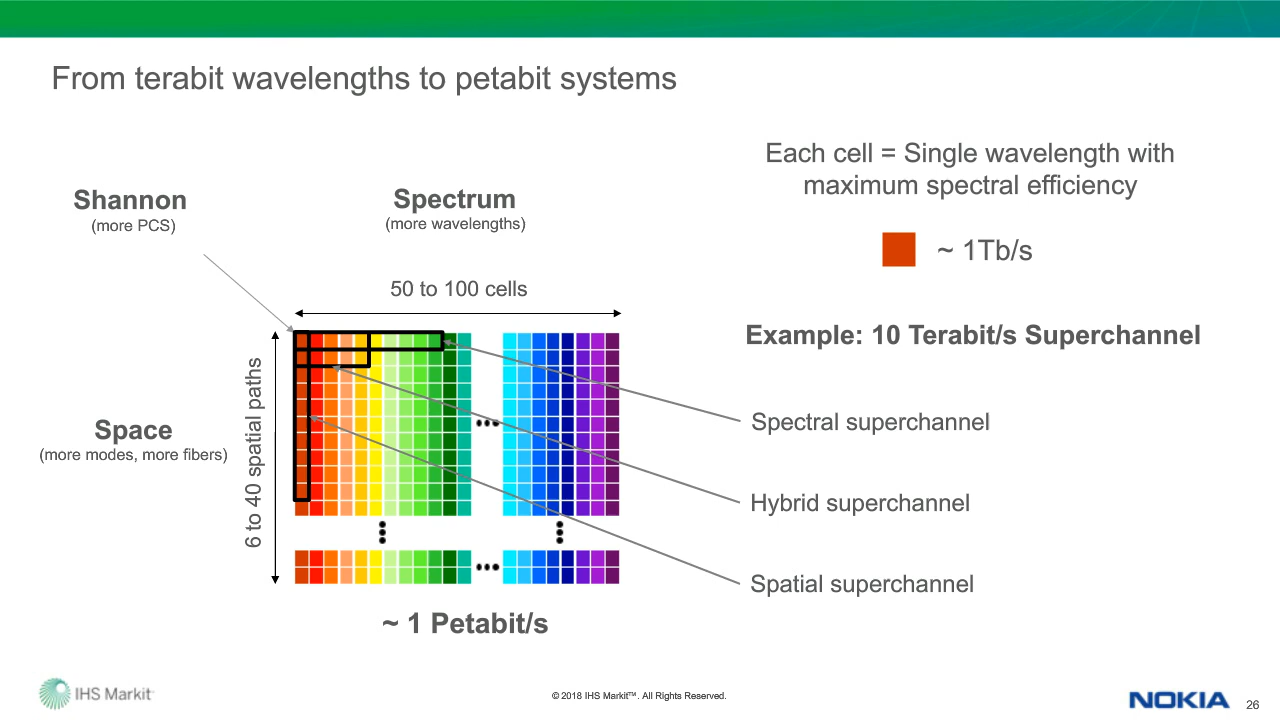 From terabit wavelengths to petabit systems
Each cell = Single wavelength with
maximum spectral efficiency
Shannon
(more PCS)
Spectrum
(more wavelengths)
~ 1Tb/s
50 to 100 cells
Example: 10 Terabit/s Superchannel
6 to 40 spatial paths
Space
(more modes, more fibers)
Spectral superchannel
Hybrid superchannel
Spatial superchannel
~ 1 Petabit/s
IHS Markit™
© 2018 IHS Markit™. All Rights Reserved.
NOKIA
26